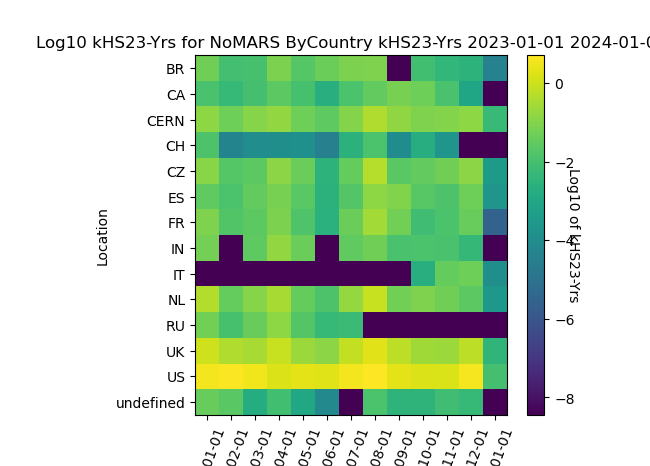 Log10 kHS23-Yrs for NoMARS ByCountry kHS23-Yrs 2023-01-01 2024-01-0
BR
CA
CERN
CH
CZ
ES
FR
IN
IT
NL
RU
UK
US
undefined
Location
01-01
02-01
03-01
04-01
05-01
06-01
07-01
08-01
09-01
10-01
11-01
12-01
01-01
0
−2
−4
−6
−8
Log10 of kHS23-Yrs